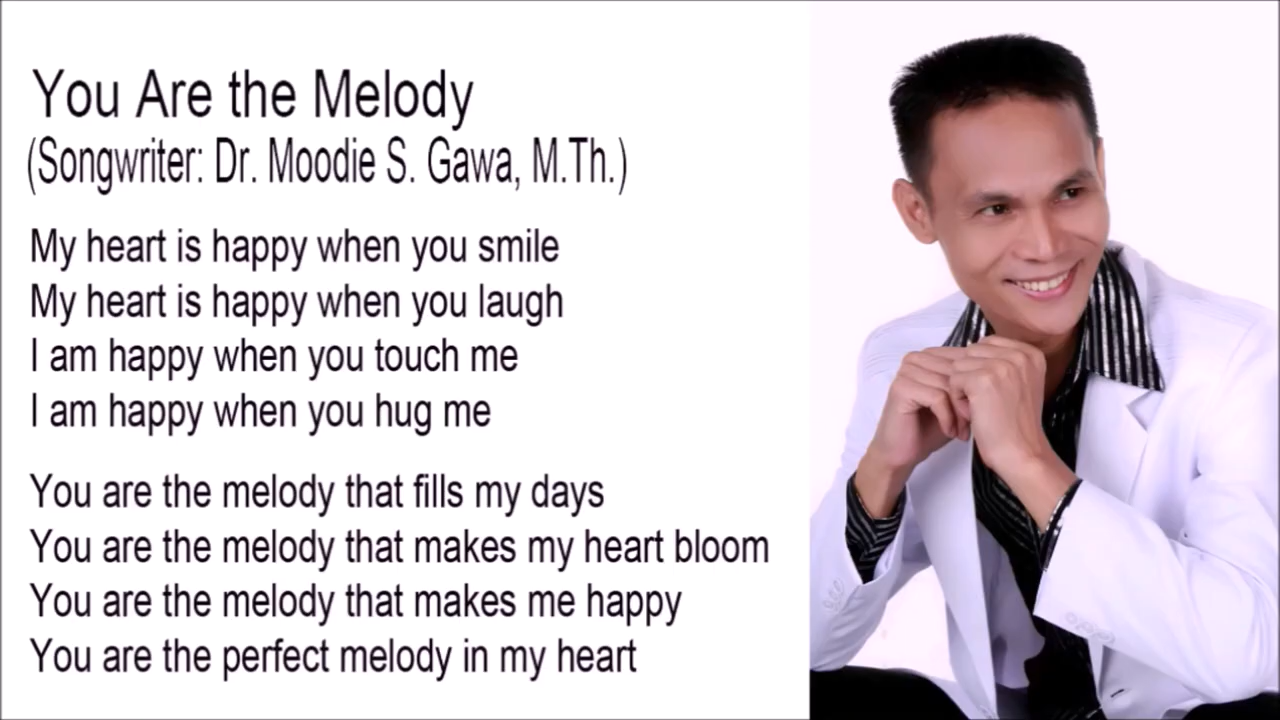 You Are the Melody
(Songwriter: Dr. Moodie S. Gawa, M.Th.)
My heart is happy when you smile
My heart is happy when you laugh
I am happy when you touch me
I am happy when you hug me
You are the melody that fills my days
You are the melody that makes my heart bloom
You are the melody that makes me happy
You are the perfect melody in my heart